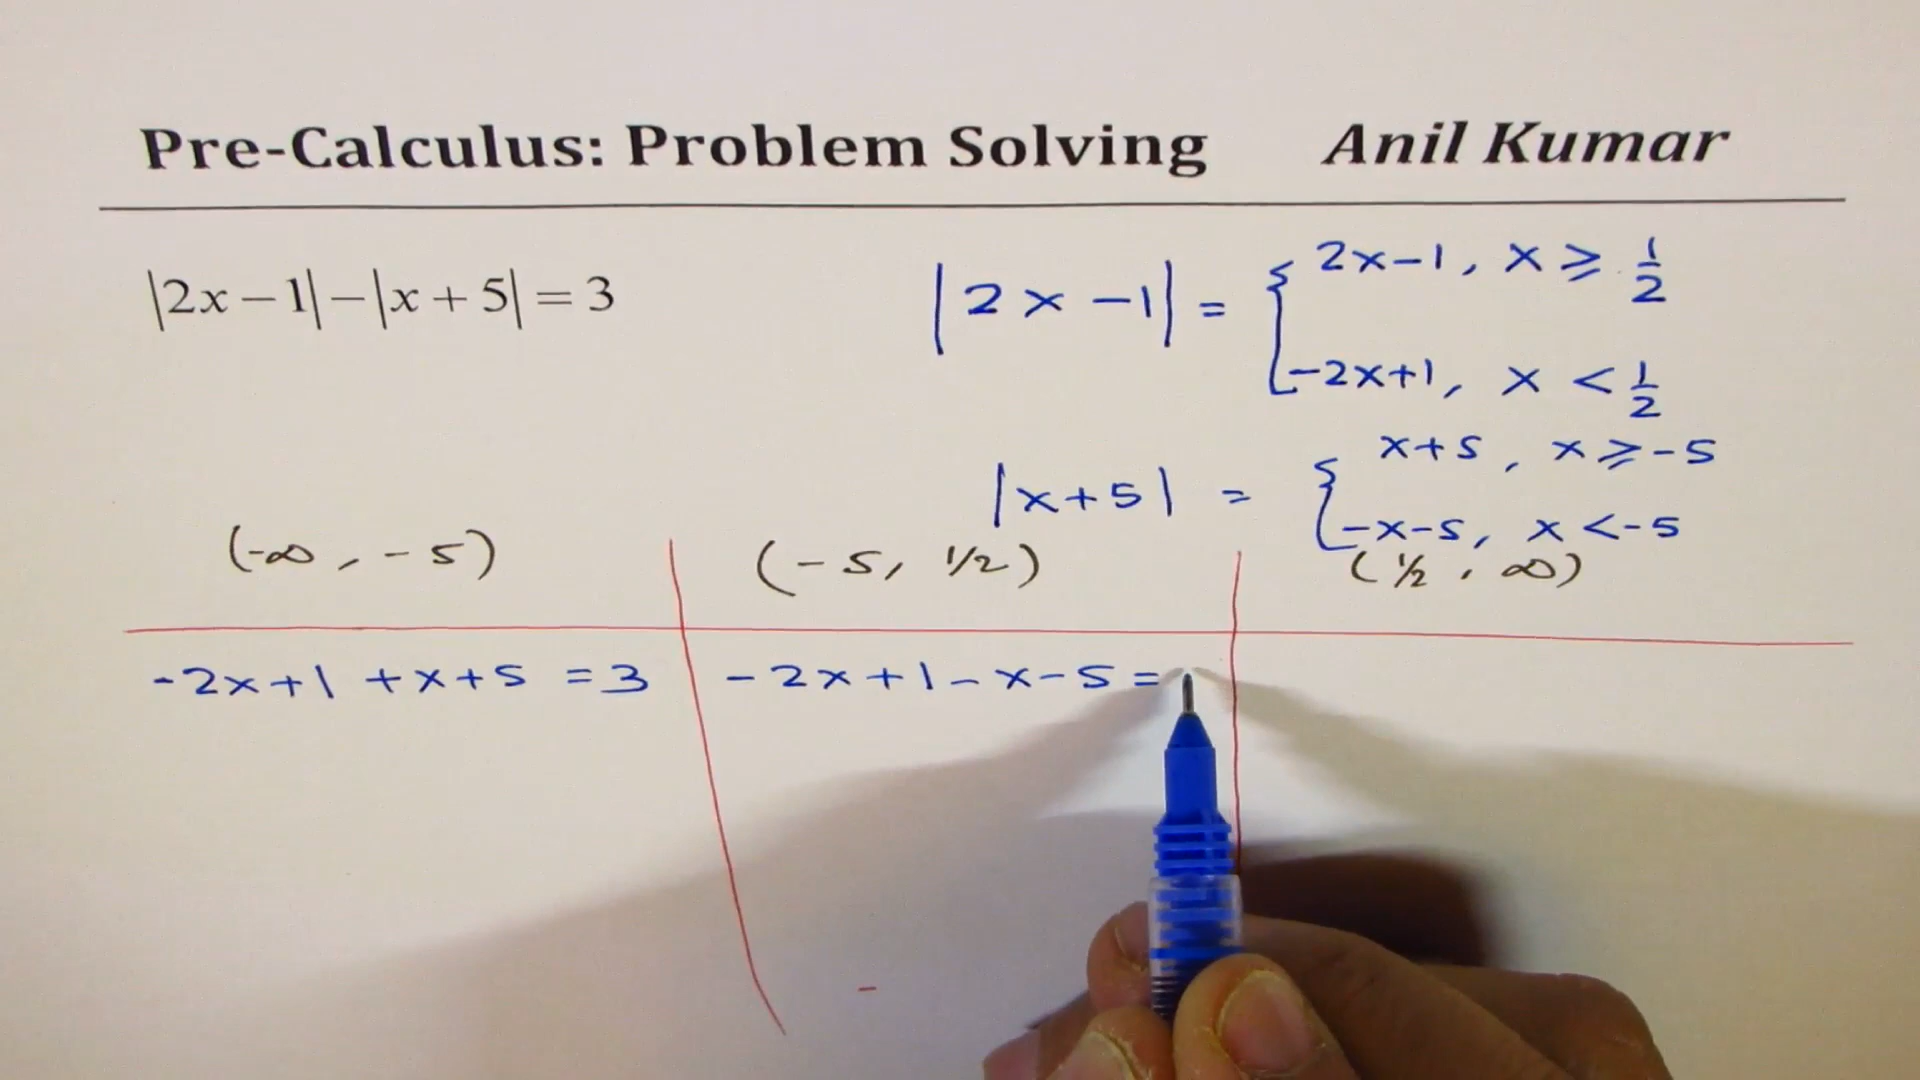 Pre-Calculus: Problem Solving Anil Kumar
|2x − 1| − |x + 5| = 3
|2x − 1| = { 2x − 1, x ≥ 1/2
−2x + 1, x < 1/2
|x + 5| = { x + 5, x ≥ −5
−x − 5, x < −5
(−∞, −5) (−5, 1/2) (1/2, ∞)
−2x + 1 + x + 5 = 3 −2x + 1 − x − 5 =